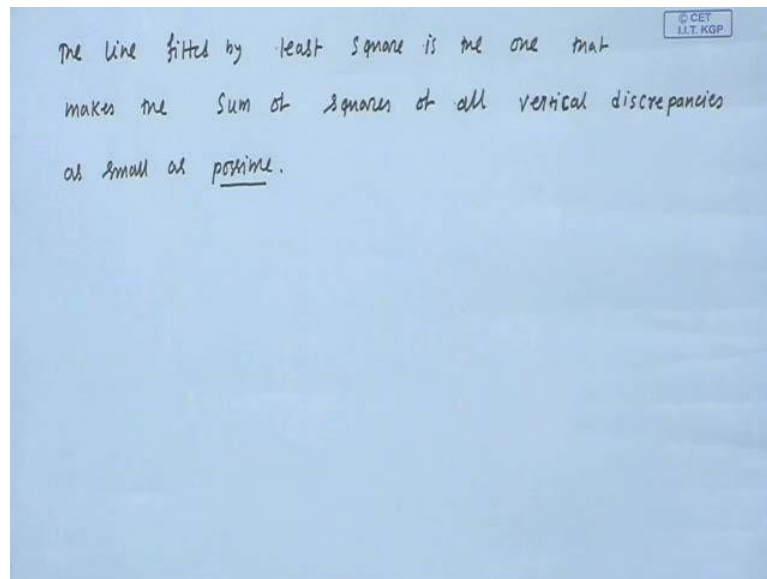 © CET
I.I.T. KGP
The line fitted by least square is the one that
makes the sum of squares of all vertical discrepancies
as small as possible.